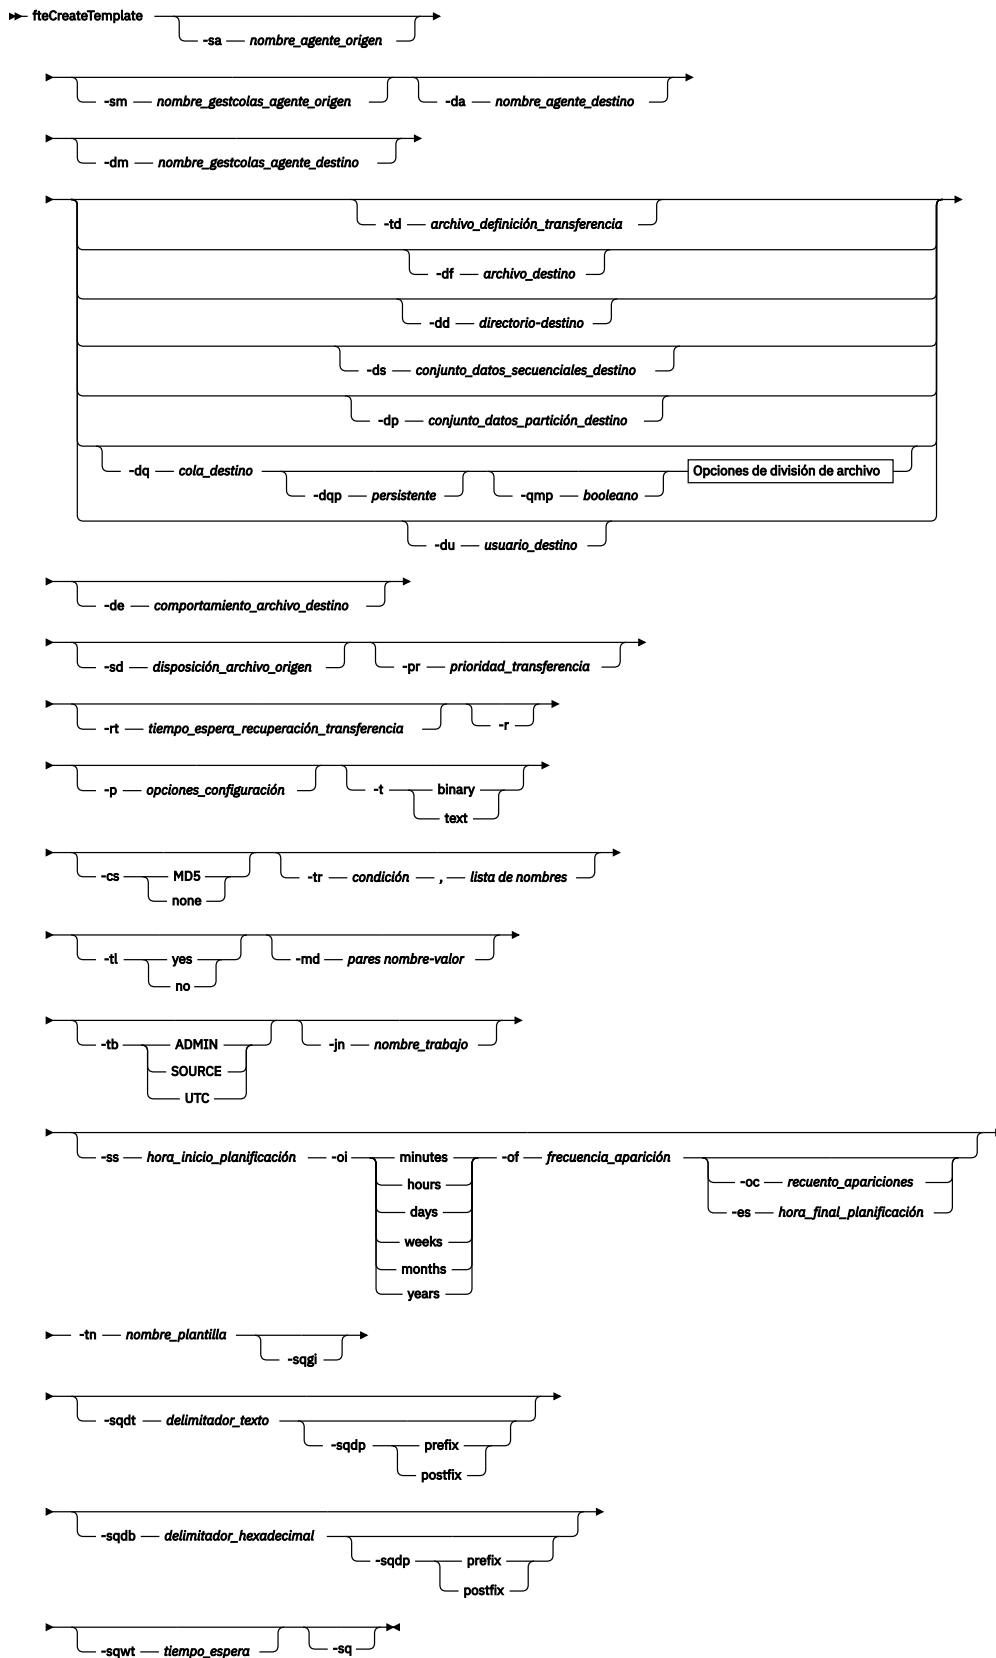 fteCreateTemplate
-sa nombre_agente_origen
-sm nombre_gestcolas_agente_origen -da nombre_agente_destino
-dm nombre_gestcolas_agente_destino
-td archivo_definición_transferencia
-df archivo_destino
-dd directorio-destino
-ds conjunto_datos_secuenciales_destino
-dp conjunto_datos_partición_destino
-dq cola_destino Opciones de división de archivo
-dqp persistente -qmp booleano
-du usuario_destino
-de comportamiento_archivo_destino
-sd disposición_archivo_origen -pr prioridad_transferencia
-rt tiempo_espera_recuperación_transferencia -r
-p opciones_configuración -t binary
text
-cs MD5 -tr condición , lista de nombres
none
-tl yes -md pares nombre-valor
no
-tb ADMIN -jn nombre_trabajo
SOURCE
UTC
-ss hora_inicio_planificación -oi minutes -of frecuencia_aparición
hours -oc recuento_apariciones
days -es hora_final_planificación
weeks
months
years
-tn nombre_plantilla
-sqgi
-sqdt delimitador_texto
-sqdp prefix
postfix
-sqdb delimitador_hexadecimal
-sqdp prefix
postfix
-sqwt tiempo_espera -sq